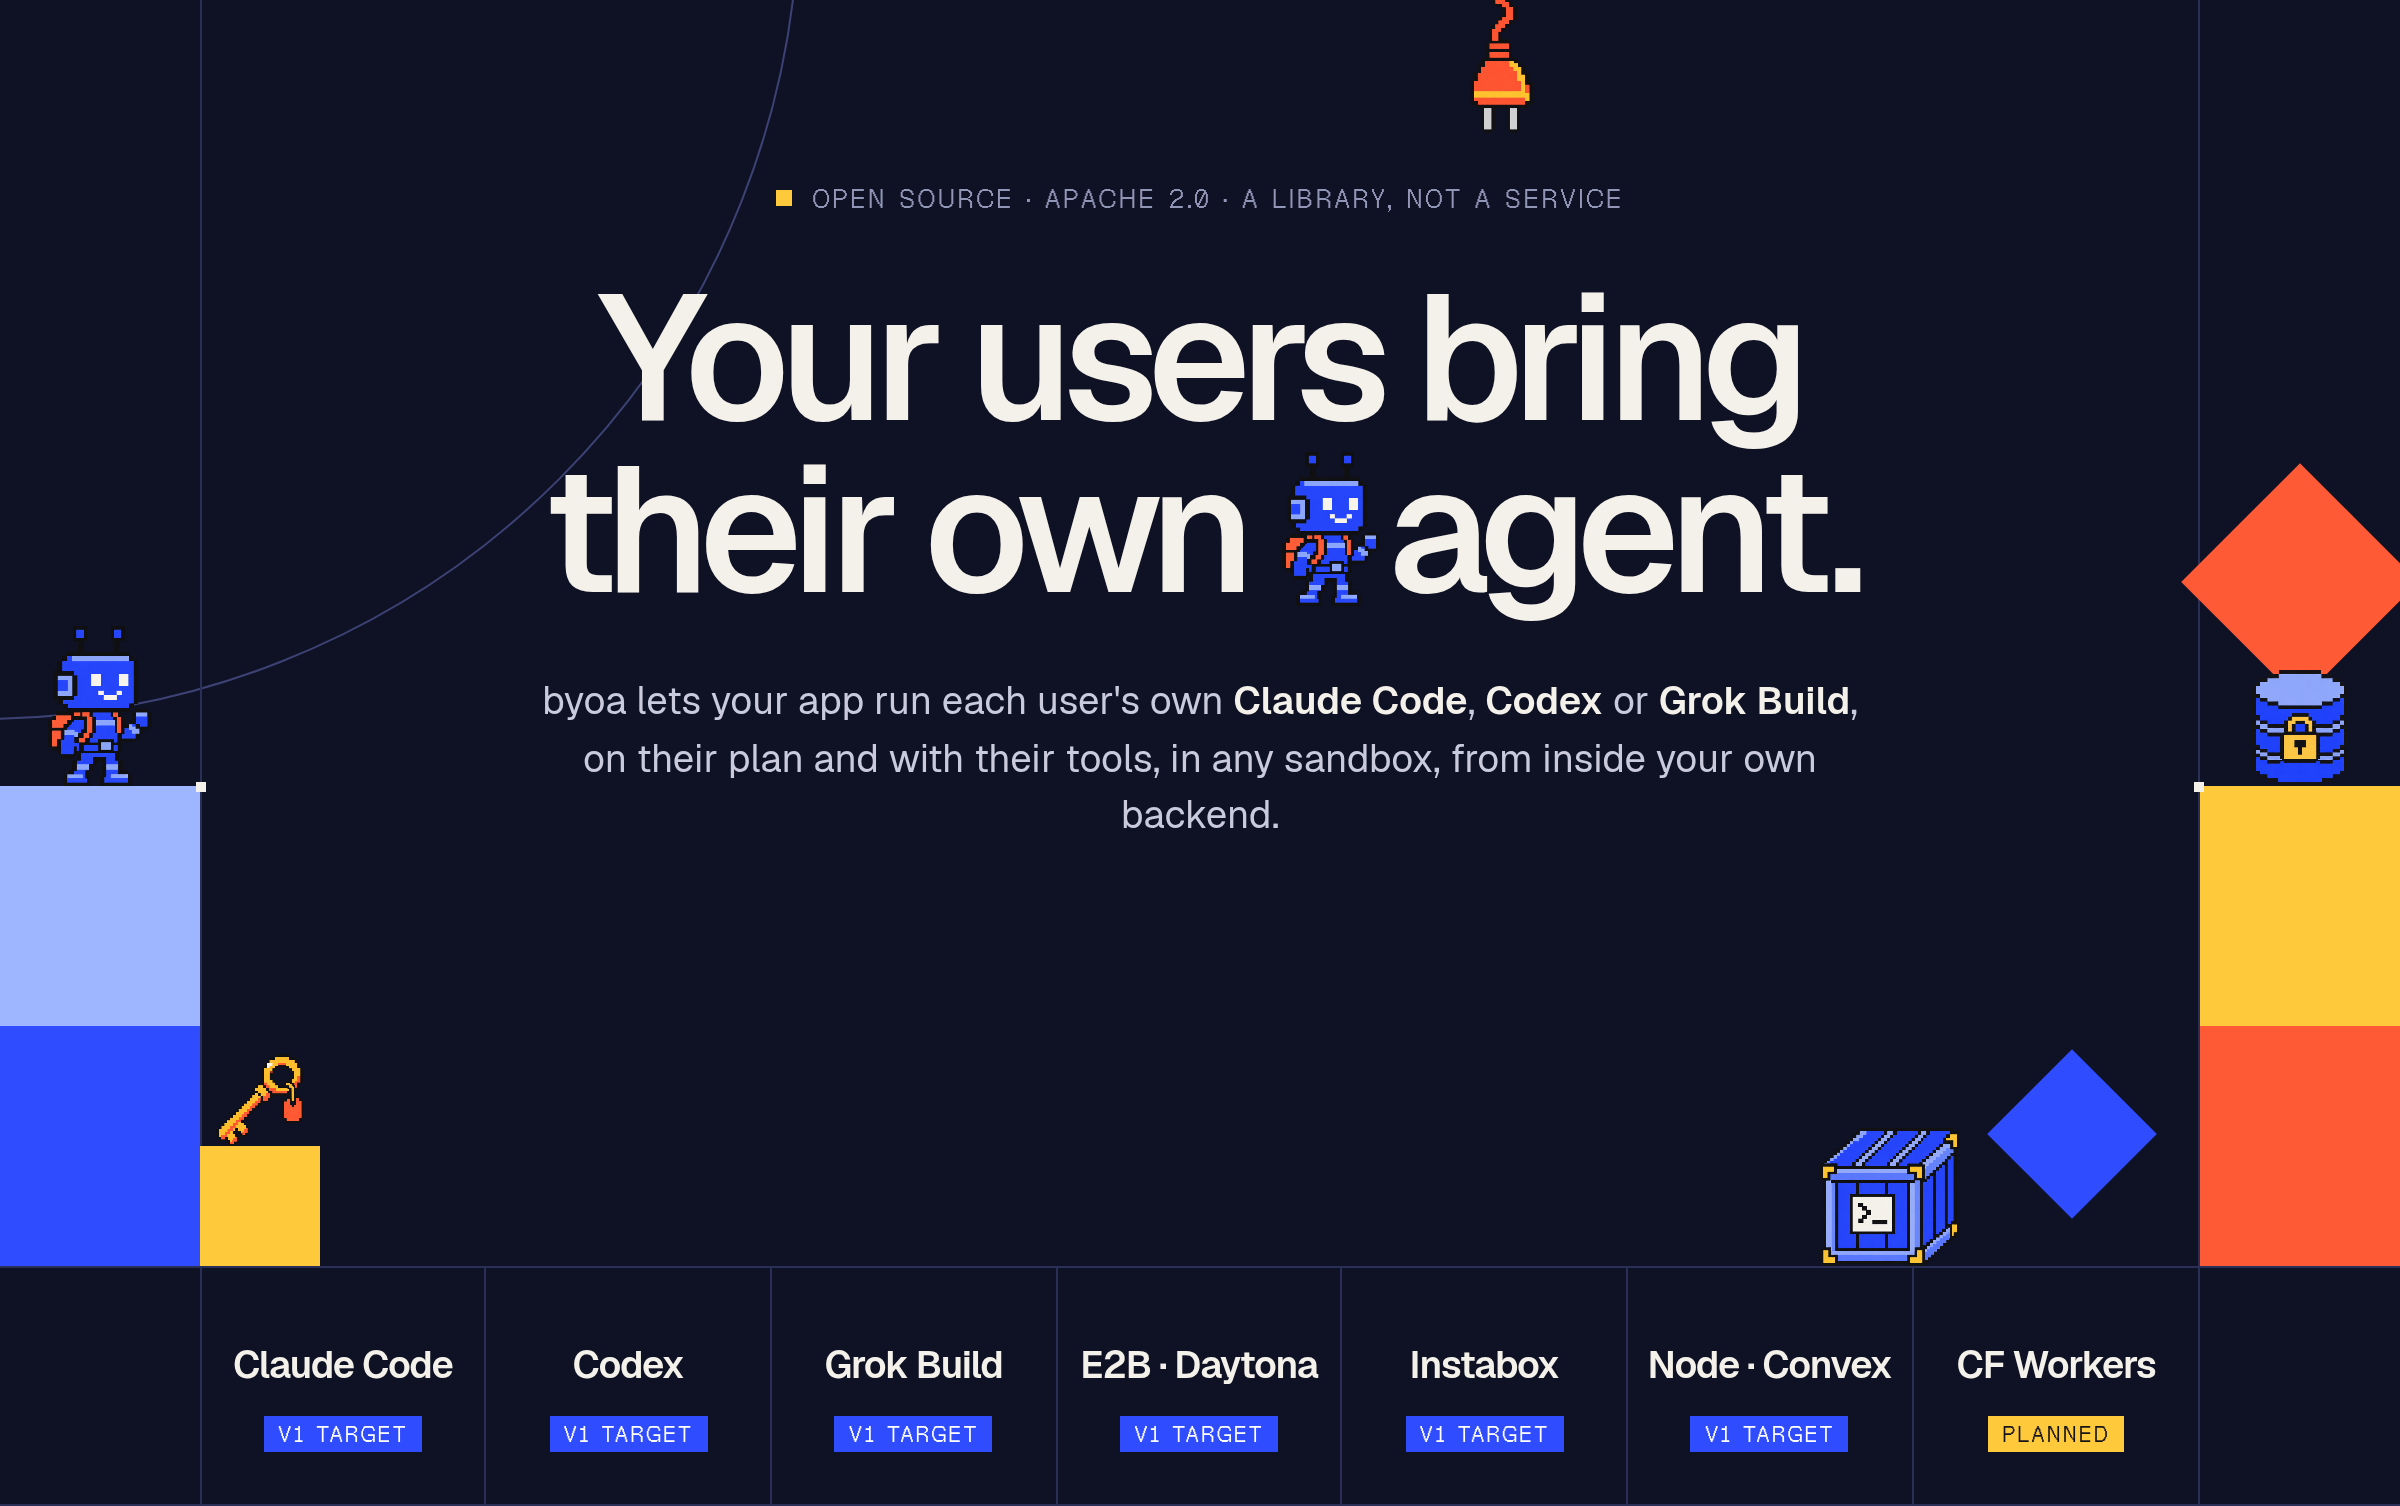 OPEN SOURCE · APACHE 2.0 · A LIBRARY, NOT A SERVICE
Your users bring
their own agent.
byoa lets your app run each user's own Claude Code, Codex or Grok Build,
on their plan and with their tools, in any sandbox, from inside your own
backend.
>_
Claude Code
V1 TARGET
Codex
V1 TARGET
Grok Build
V1 TARGET
E2B · Daytona
V1 TARGET
Instabox
V1 TARGET
Node · Convex
V1 TARGET
CF Workers
PLANNED